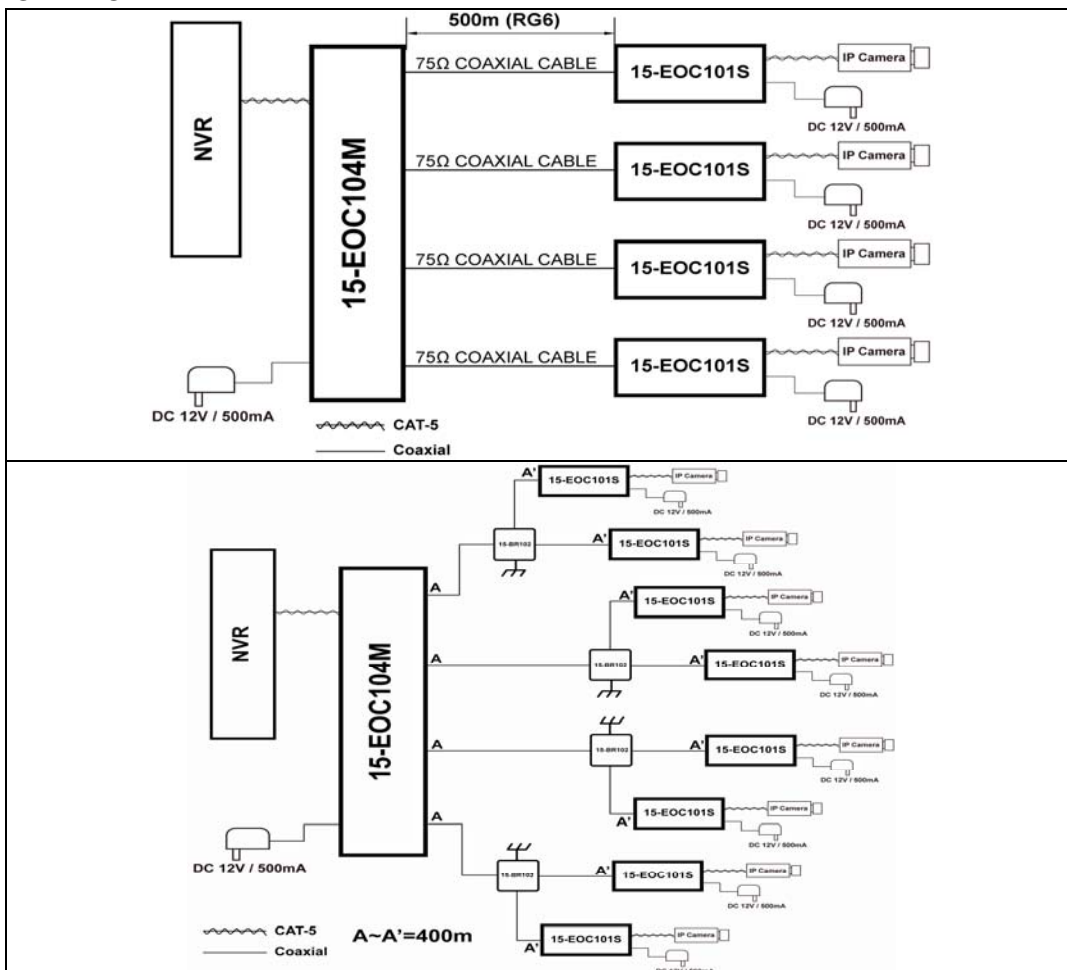 500m (RG6)
NVR
15-EOC104M
75Ω COAXIAL CABLE
15-EOC101S
IP Camera
DC 12V / 500mA
75Ω COAXIAL CABLE
15-EOC101S
IP Camera
DC 12V / 500mA
75Ω COAXIAL CABLE
15-EOC101S
IP Camera
DC 12V / 500mA
75Ω COAXIAL CABLE
15-EOC101S
IP Camera
DC 12V / 500mA
DC 12V / 500mA
CAT-5
Coaxial
NVR
15-EOC104M
A
15-BR102
A'
15-EOC101S
IP Camera
DC 12V / 500mA
A'
15-EOC101S
IP Camera
DC 12V / 500mA
A
15-BR102
A'
15-EOC101S
IP Camera
DC 12V / 500mA
A'
15-EOC101S
IP Camera
DC 12V / 500mA
A
15-BR102
A'
15-EOC101S
IP Camera
DC 12V / 500mA
A'
15-EOC101S
IP Camera
DC 12V / 500mA
A
15-BR102
A'
15-EOC101S
IP Camera
DC 12V / 500mA
A'
15-EOC101S
IP Camera
DC 12V / 500mA
DC 12V / 500mA
CAT-5
Coaxial
A~A'=400m